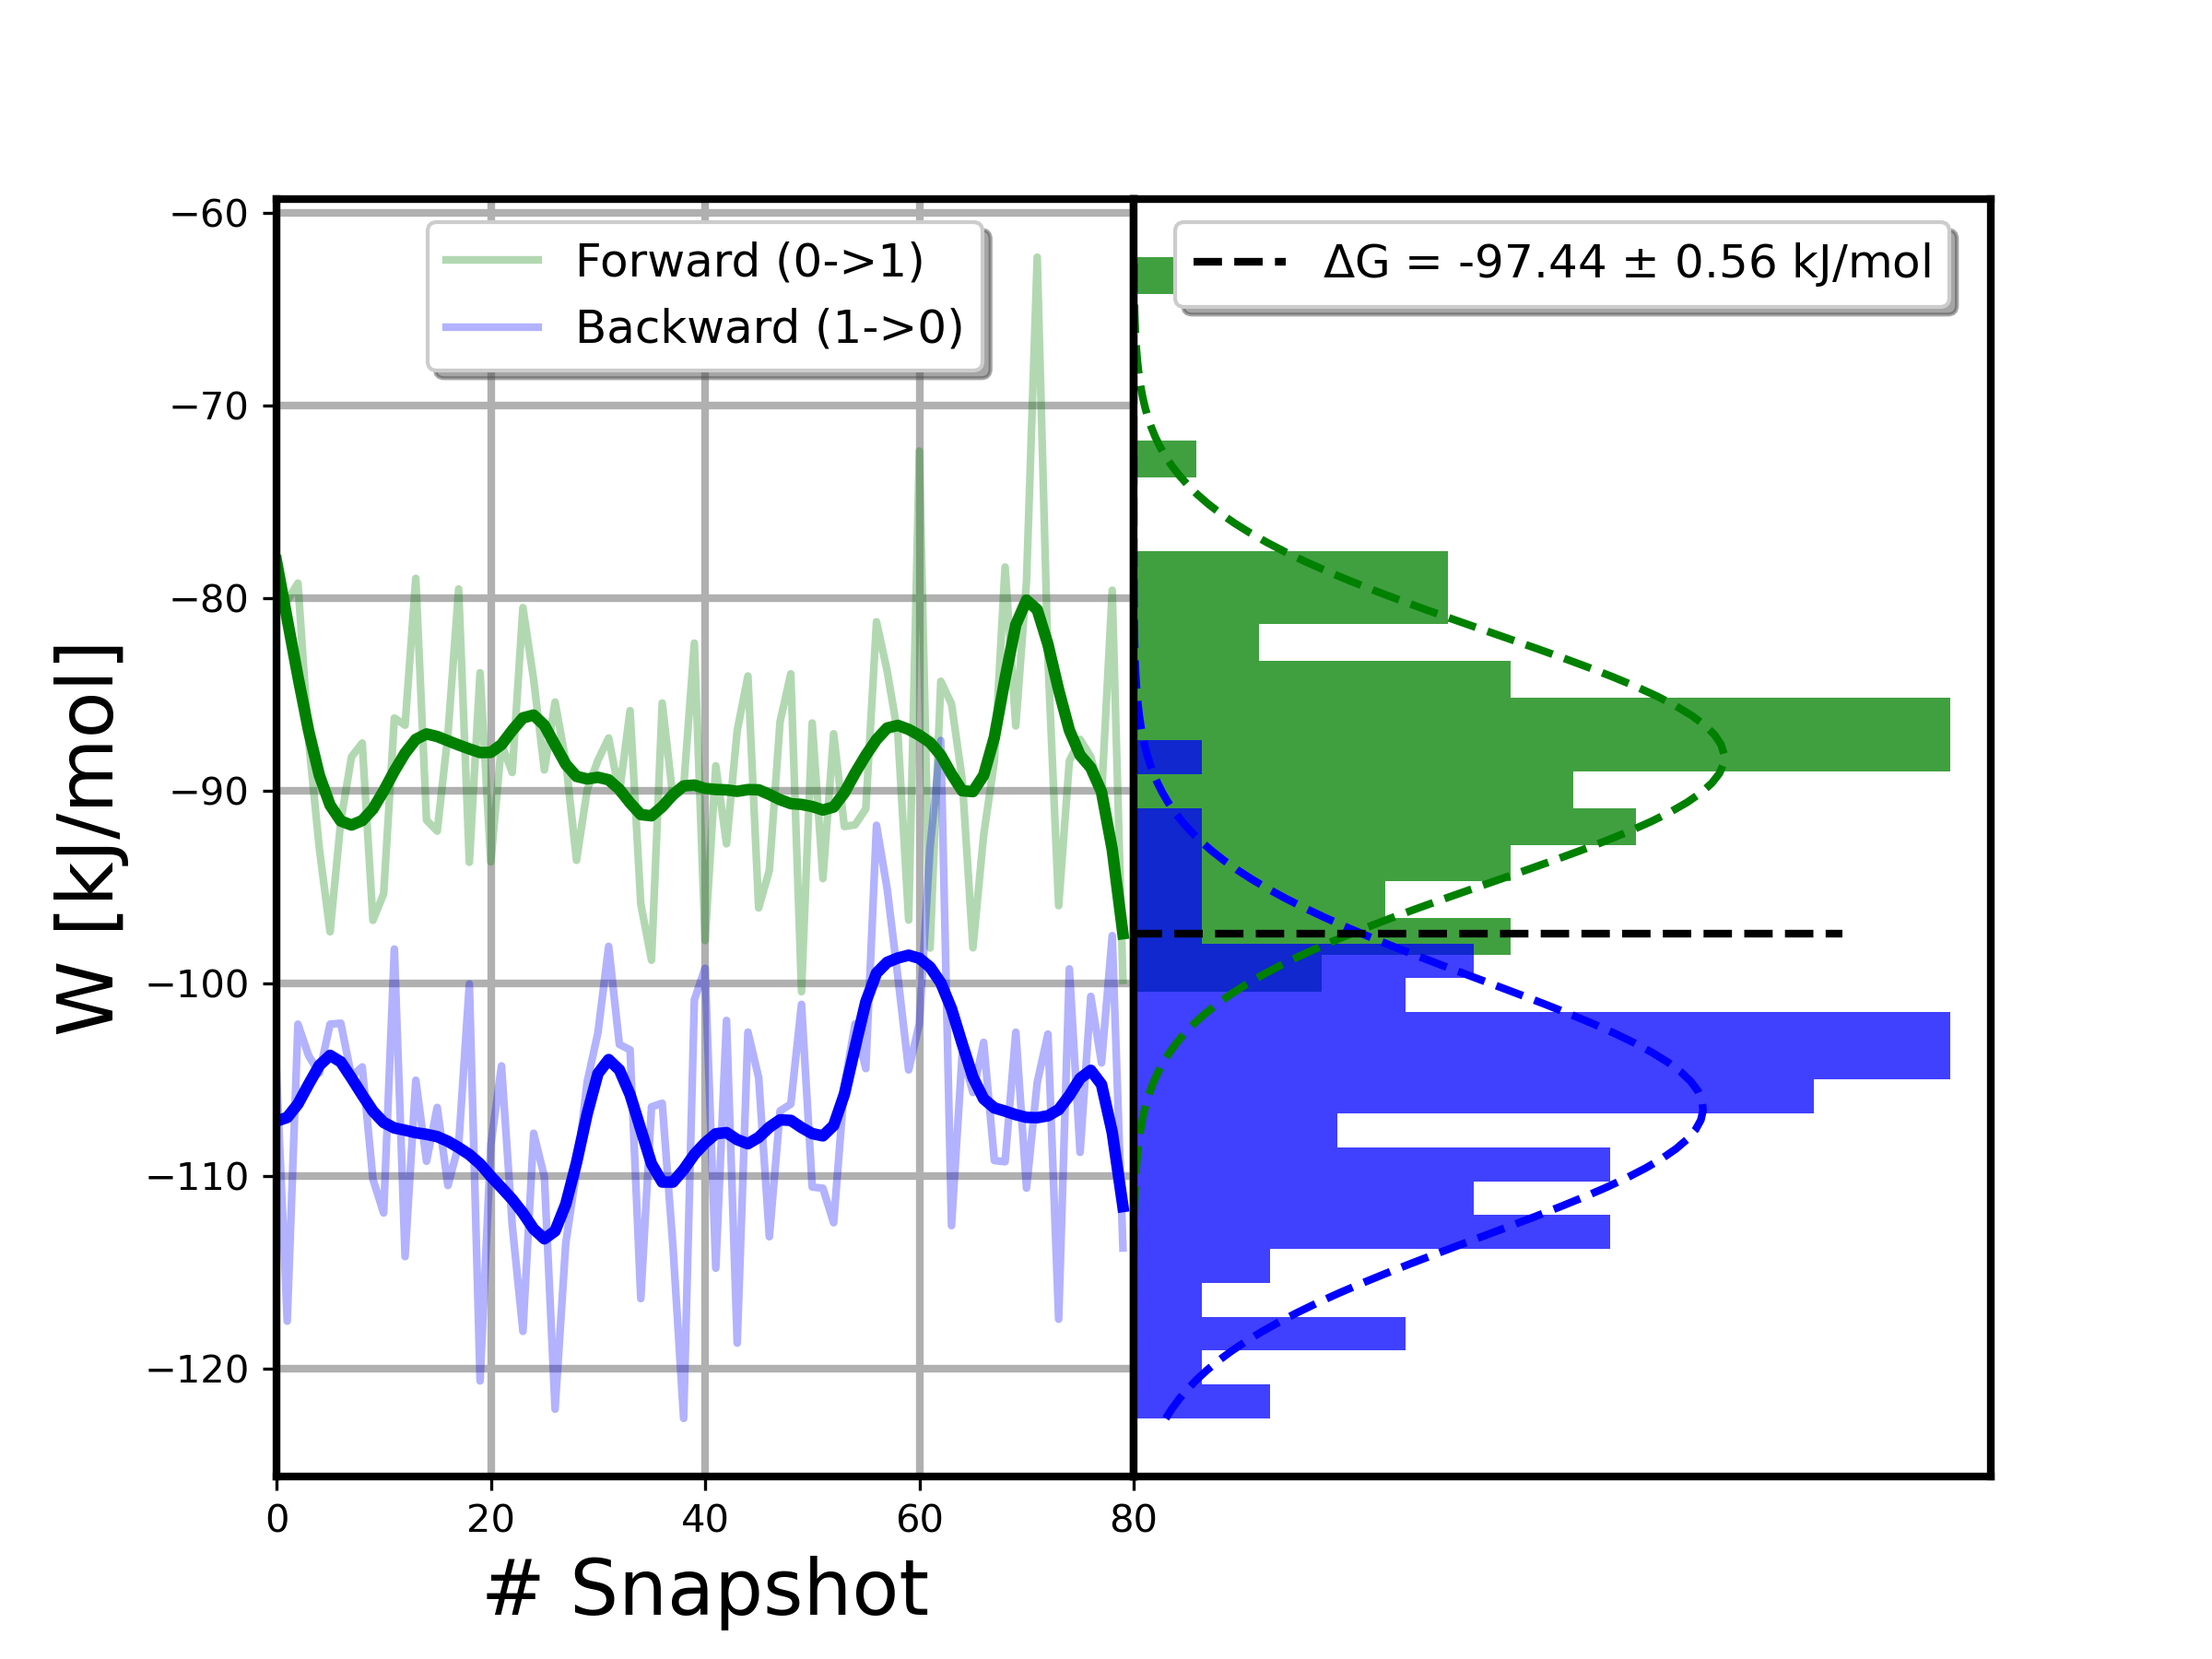 Forward (0->1)
Backward (1->0)
ΔG = -97.44 ± 0.56 kJ/mol
W [kJ/mol]
−60
−70
−80
−90
−100
−110
−120
0 20 40 60 80
# Snapshot